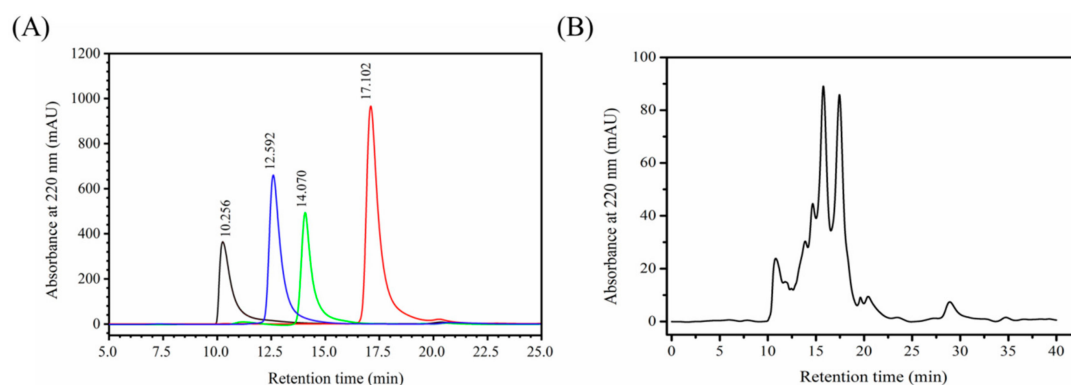 (A)
1200
1000
800
600
400
200
0
Absorbance at 220 nm (mAU)
10.256
12.592
14.070
17.102
5.0 7.5 10.0 12.5 15.0 17.5 20.0 22.5 25.0
Retention time (min)
(B)
100
80
60
40
20
0
Absorbance at 220 nm (mAU)
0 5 10 15 20 25 30 35 40
Retention time (min)